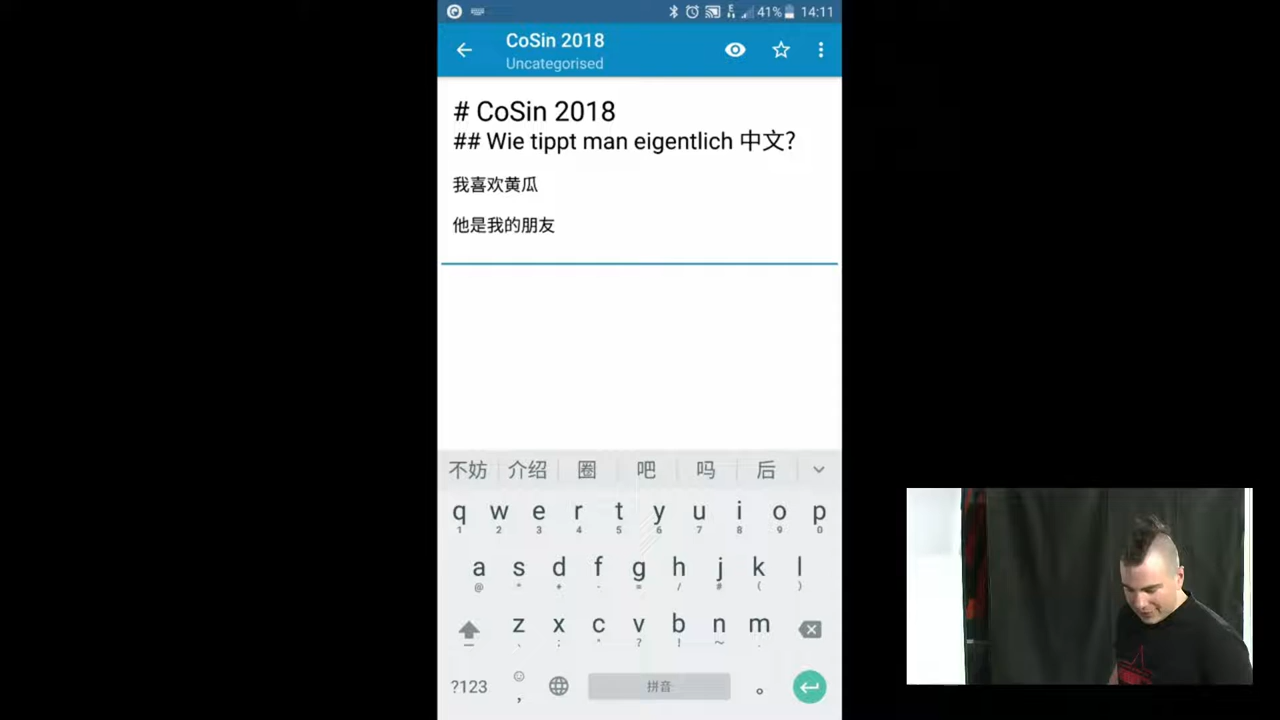 41% 14:11
CoSin 2018
Uncategorised
# CoSin 2018
## Wie tippt man eigentlich 中文?
我喜欢黄瓜
他是我的朋友
不妨 介绍 圈 吧 吗 后
q w e r t y u i o p
1 2 3 4 5 6 7 8 9 0
a s d f g h j k l
@ * + - = / # ( )
z x c v b n m
? ! ~
?123 , 拼音 。